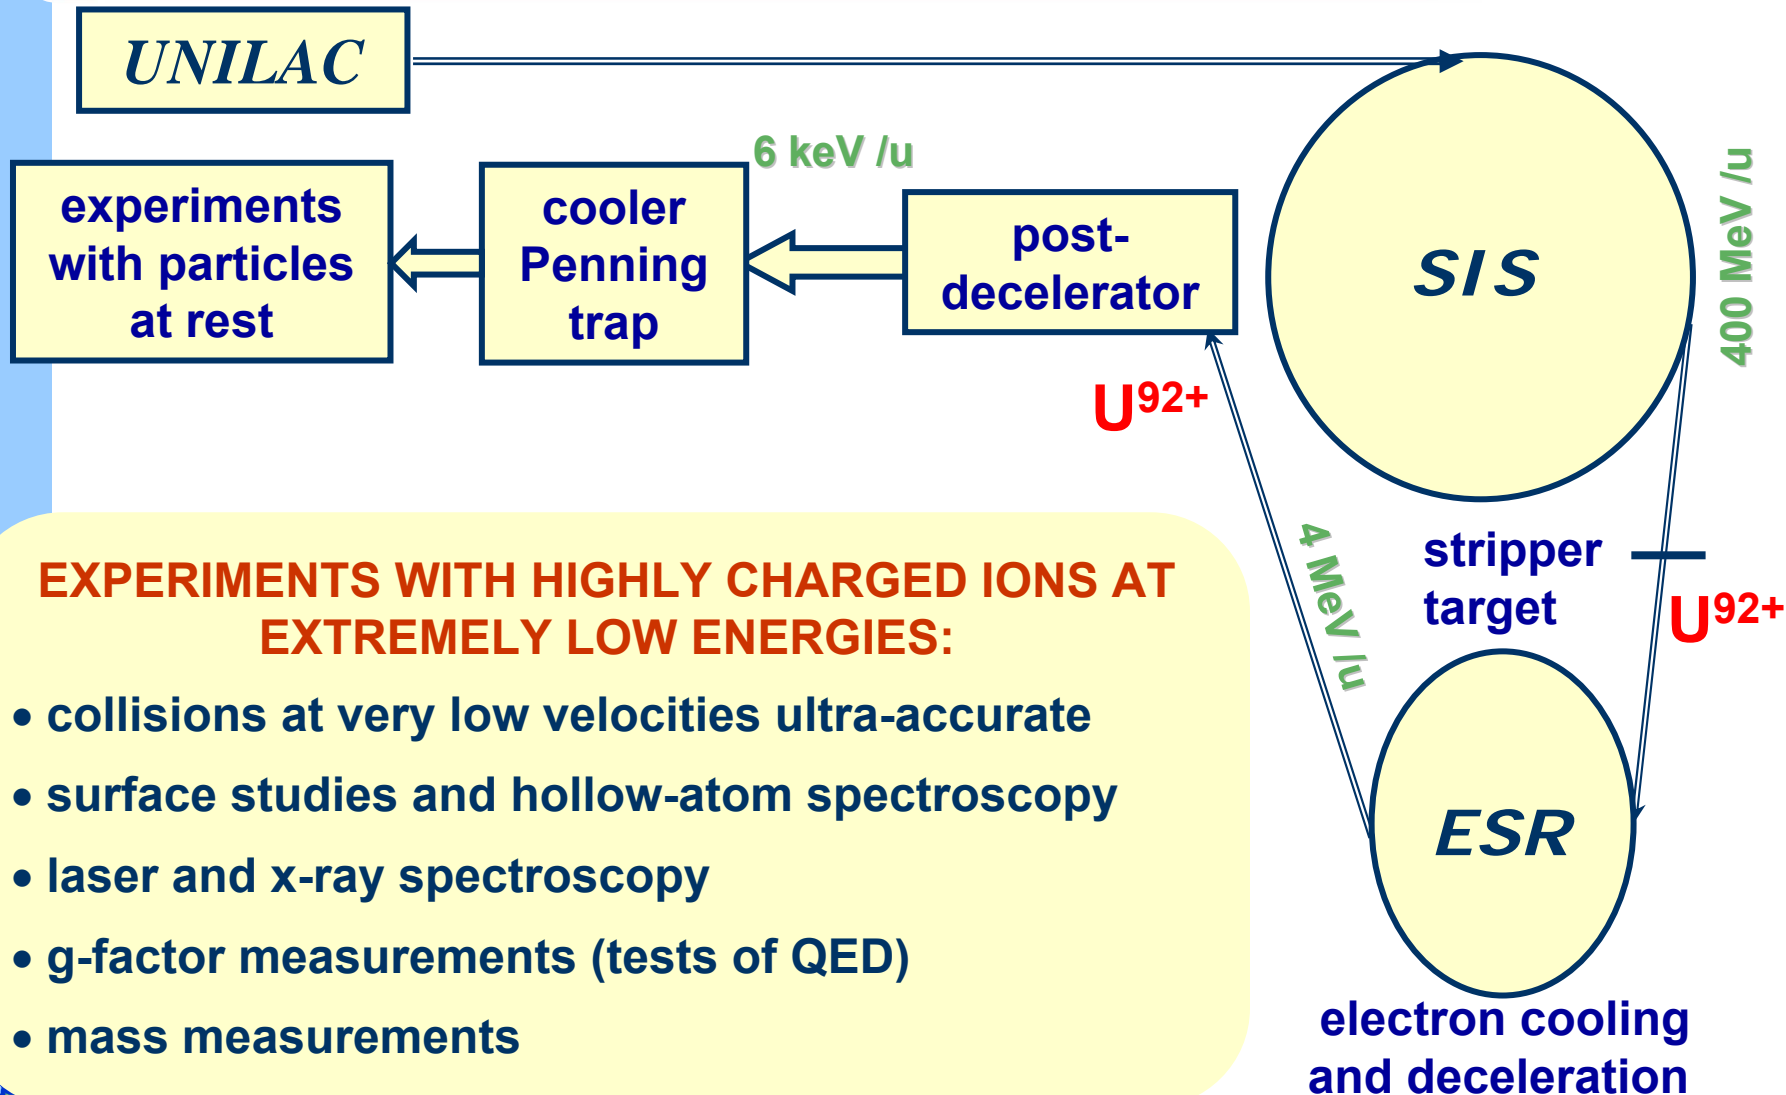 UNILAC
6 keV /u
experiments
with particles
at rest
cooler
Penning
trap
post-
decelerator
SIS
400 MeV /u
U92+
4 MeV /u
stripper
target
U92+
ESR
electron cooling
and deceleration
EXPERIMENTS WITH HIGHLY CHARGED IONS AT
EXTREMELY LOW ENERGIES:
• collisions at very low velocities ultra-accurate
• surface studies and hollow-atom spectroscopy
• laser and x-ray spectroscopy
• g-factor measurements (tests of QED)
• mass measurements